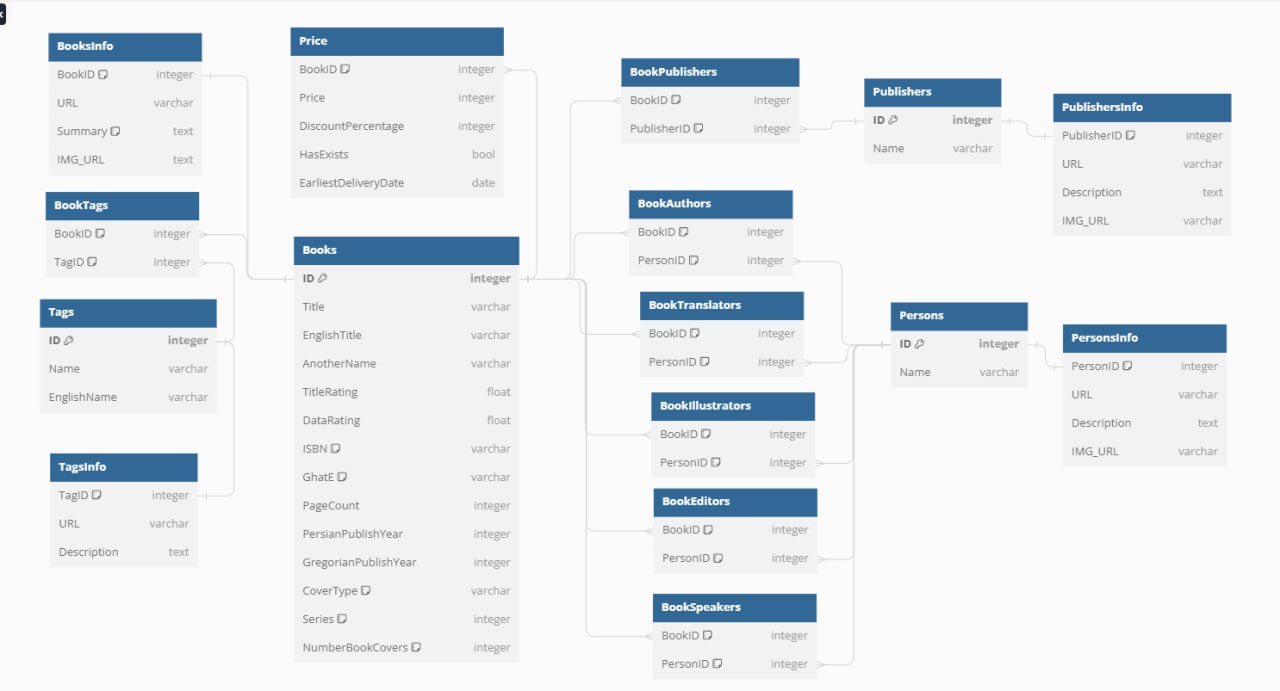 BooksInfo
BookID integer
URL varchar
Summary text
IMG_URL text
BookTags
BookID integer
TagID integer
Tags
ID integer
Name varchar
EnglishName varchar
TagsInfo
TagID integer
URL varchar
Description text
Price
BookID integer
Price integer
DiscountPercentage integer
HasExists bool
EarliestDeliveryDate date
Books
ID integer
Title varchar
EnglishTitle varchar
AnotherName varchar
TitleRating float
DataRating float
ISBN varchar
GhatE varchar
PageCount integer
PersianPublishYear integer
GregorianPublishYear integer
CoverType varchar
Series integer
NumberBookCovers integer
BookPublishers
BookID integer
PublisherID integer
BookAuthors
BookID integer
PersonID integer
BookTranslators
BookID integer
PersonID integer
BookIllustrators
BookID integer
PersonID integer
BookEditors
BookID integer
PersonID integer
BookSpeakers
BookID integer
PersonID integer
Publishers
ID integer
Name varchar
PublishersInfo
PublisherID integer
URL varchar
Description text
IMG_URL varchar
Persons
ID integer
Name varchar
PersonsInfo
PersonID integer
URL varchar
Description text
IMG_URL varchar